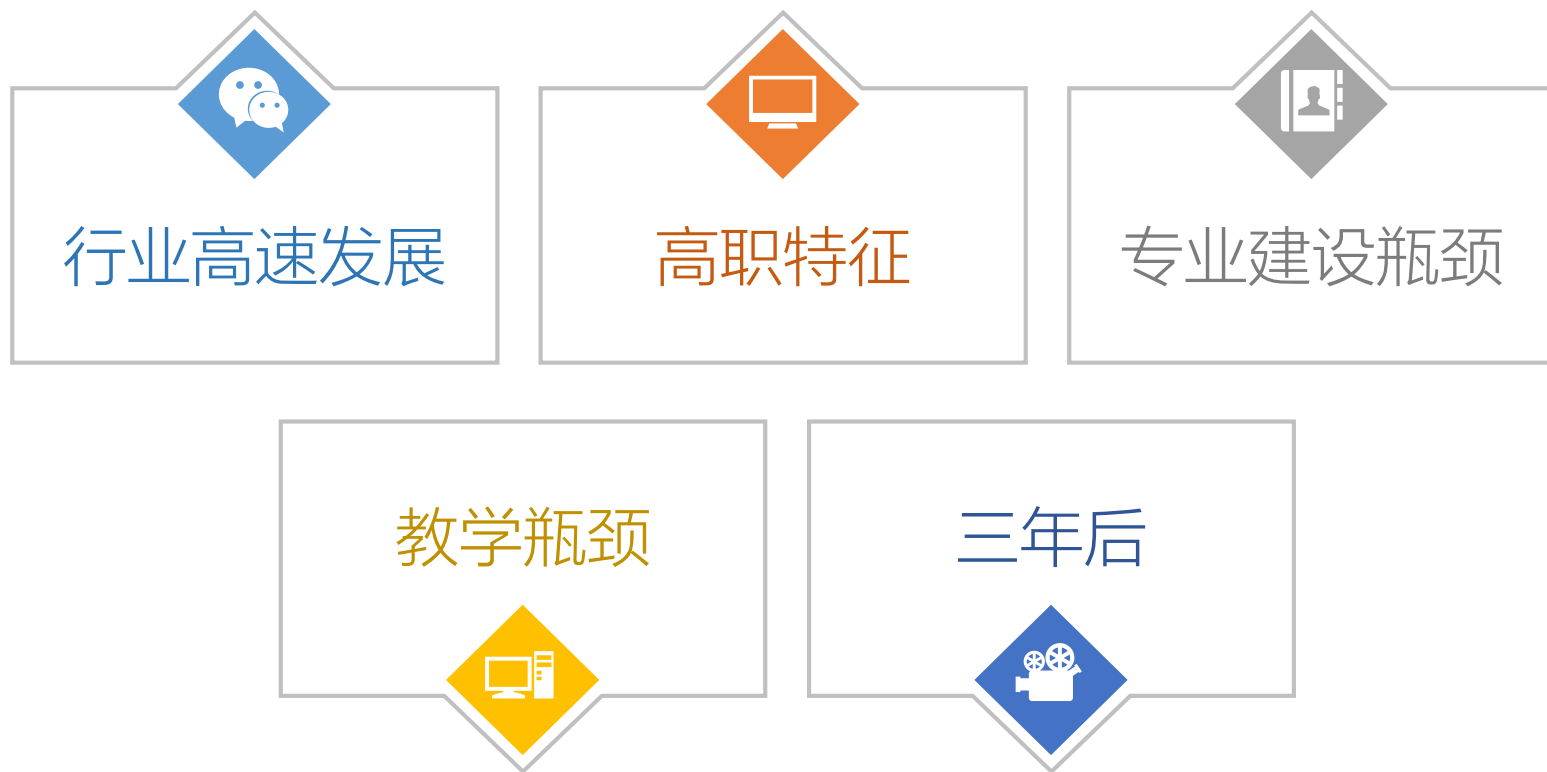 行业高速发展
高职特征
专业建设瓶颈
教学瓶颈
三年后